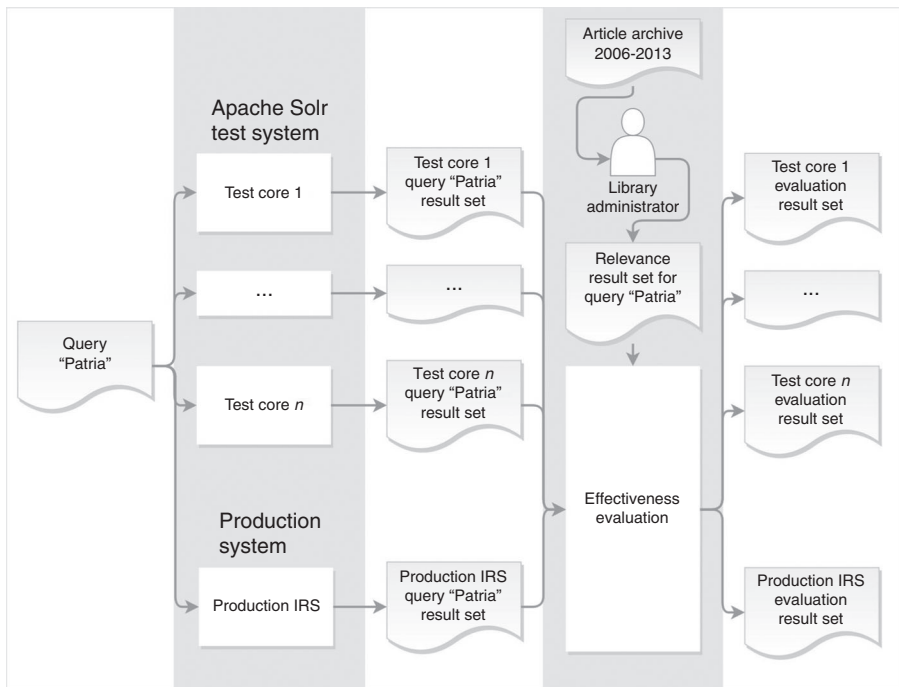 Article archive
2006-2013
Apache Solr
test system
Test core 1
Test core 1
query “Patria”
result set
Library
administrator
Test core 1
evaluation
result set
...
...
Relevance
result set for
query “Patria”
...
Query
“Patria”
Test core n
Test core n
query “Patria”
result set
Test core n
evaluation
result set
Effectiveness
evaluation
Production
system
Production IRS
Production IRS
query “Patria”
result set
Production IRS
evaluation
result set